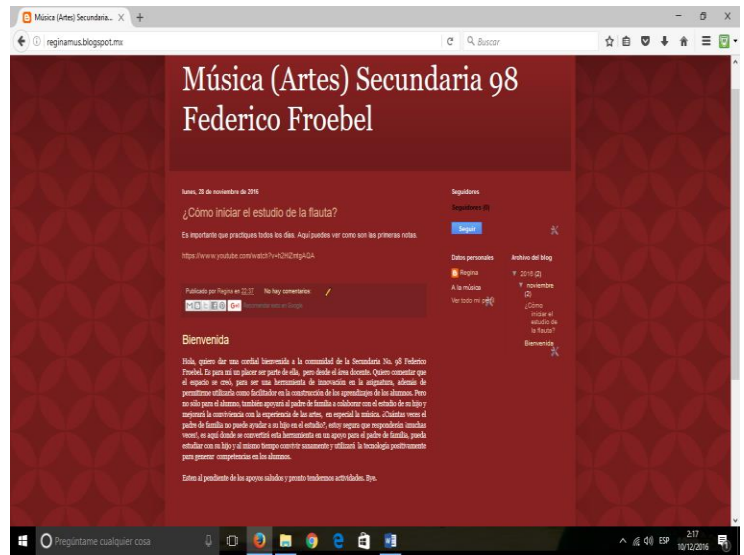 Música (Artes) Secundaria...
reginamus.blogspot.mx
Buscar
Música (Artes) Secundaria 98
Federico Froebel
lunes, 28 de noviembre de 2016
¿Cómo iniciar el estudio de la flauta?
Es importante que practiques todos los días. Aquí puedes ver como son las primeras notas.
Publicado por Regina en 22:37 No hay comentarios:
Recomendar esto en Google
Bienvenida
Hola, quiero dar una cordial bienvenida a la comunidad de la Secundaria No. 98 Federico
Froebel. Es para mi un placer ser parte de ella, pero desde el área docente. Quiero comentar que
el espacio se creó, para ser una herramienta de innovación en la asignatura, además de
permitirme utilizarla como facilitador en la construcción de los aprendizajes de los alumnos. Pero
no sólo para el alumno, también apoyará al padre de familia a colaborar con el estudio de su hijo y
mejorará la convivencia con la experiencia de las artes, en especial la música. ¿Cuántas veces el
padre de familia no puede ayudar a su hijo en el estudio?, estoy segura que responderán ¡muchas
veces!, es aquí donde se convertirá esta herramienta en un apoyo para el padre de familia, pueda
estudiar con su hijo y al mismo tiempo convivir sanamente y utilizará la tecnología positivamente
para generar competencias en los alumnos.
Esten al pendiente de los apoyos saludos y pronto tendremos actividades. Bye.
Seguidores
Seguidores (0)
Seguir
Datos personales
Regina
A la música
Ver todo mi perfil
Archivo del blog
▼ 2016 (2)
▼ noviembre
(2)
¿Cómo
iniciar el
estudio de
la flauta?
Bienvenida
Pregúntame cualquier cosa
ESP
2:17
10/12/2016